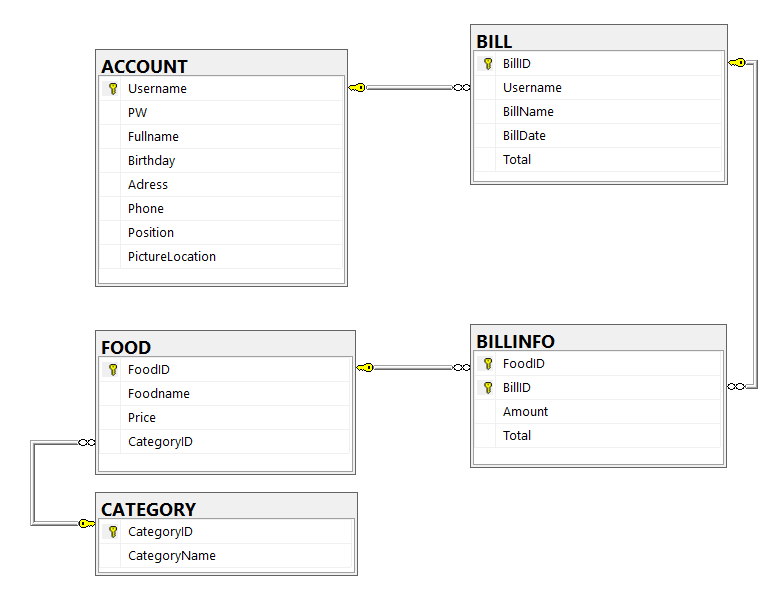 ACCOUNT
Username
PW
Fullname
Birthday
Adress
Phone
Position
PictureLocation
BILL
BillID
Username
BillName
BillDate
Total
FOOD
FoodID
Foodname
Price
CategoryID
BILLINFO
FoodID
BillID
Amount
Total
CATEGORY
CategoryID
CategoryName